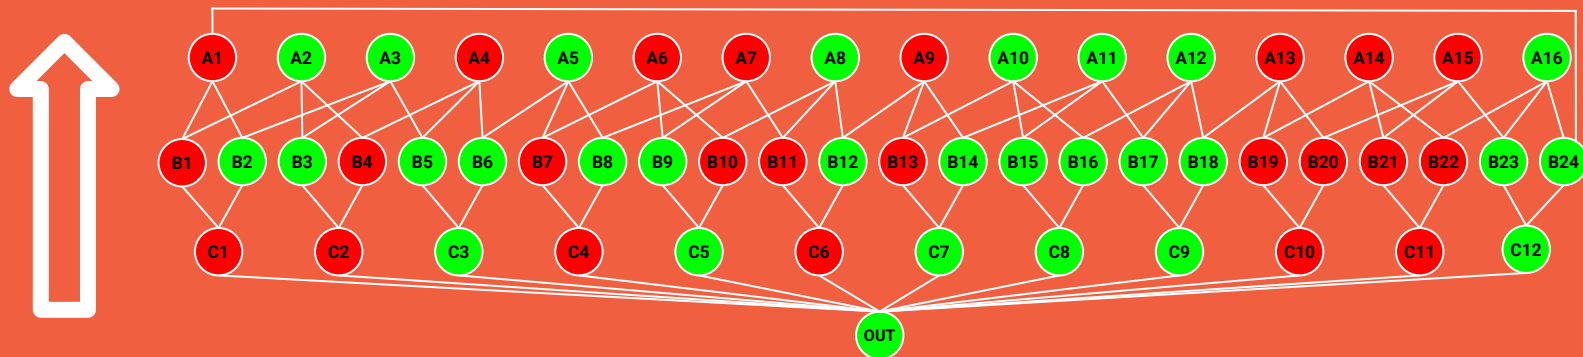 A1 A2 A3 A4 A5 A6 A7 A8 A9 A10 A11 A12 A13 A14 A15 A16
B1 B2 B3 B4 B5 B6 B7 B8 B9 B10 B11 B12 B13 B14 B15 B16 B17 B18 B19 B20 B21 B22 B23 B24
C1 C2 C3 C4 C5 C6 C7 C8 C9 C10 C11 C12
OUT